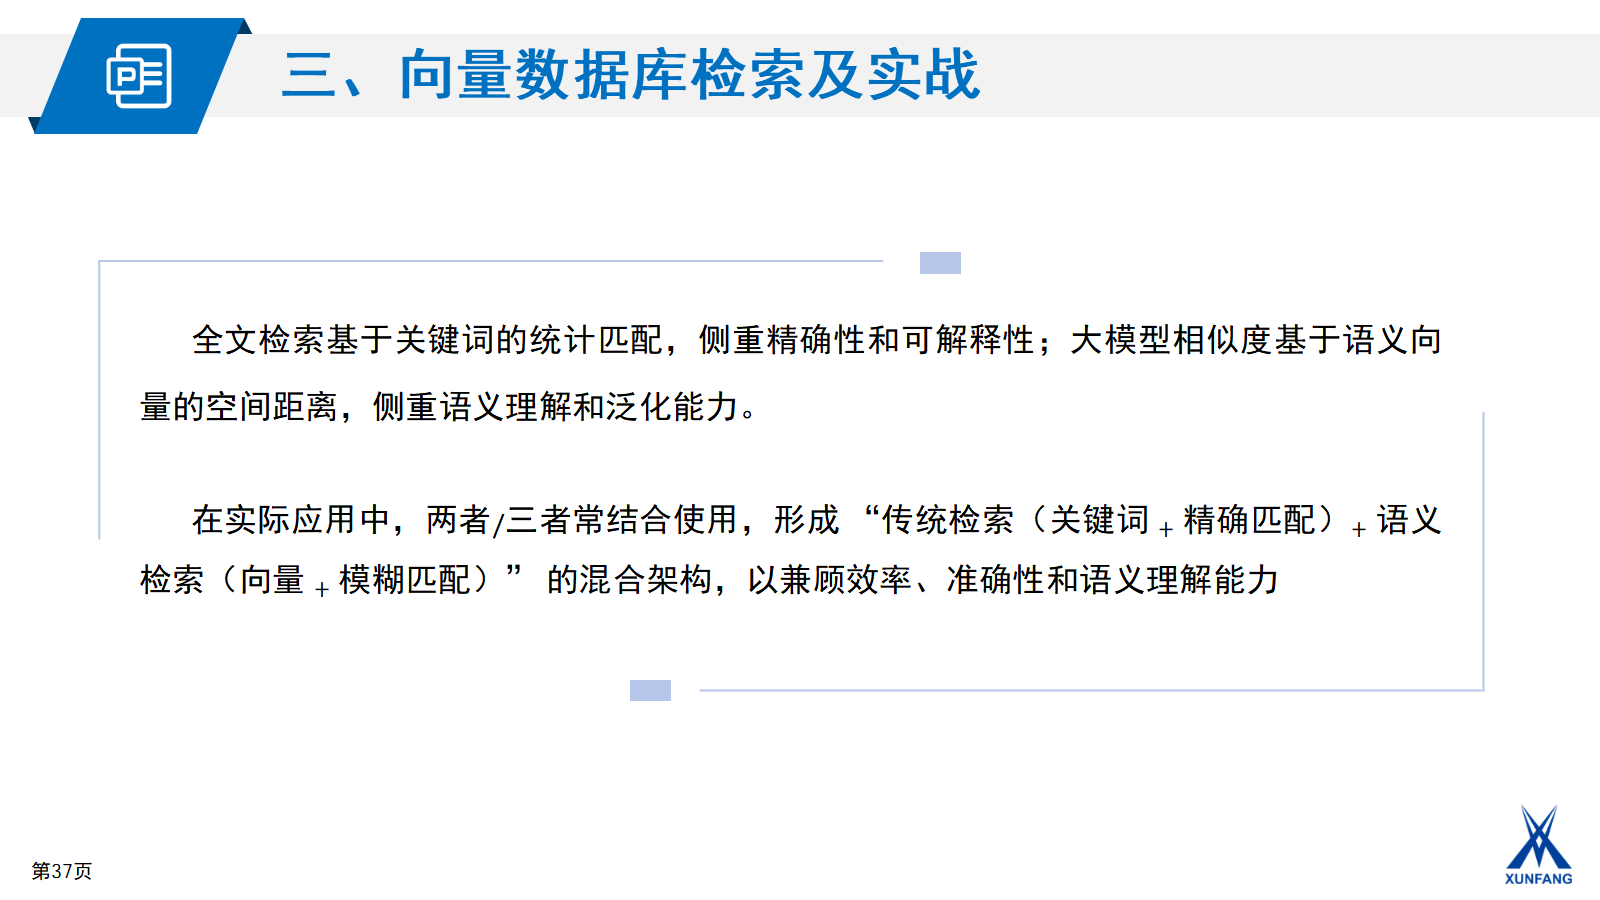 三、向量数据库检索及实战
全文检索基于关键词的统计匹配，侧重精确性和可解释性；大模型相似度基于语义向
量的空间距离，侧重语义理解和泛化能力。
在实际应用中，两者/三者常结合使用，形成 “传统检索（关键词 + 精确匹配）+ 语义
检索（向量 + 模糊匹配）” 的混合架构，以兼顾效率、准确性和语义理解能力
第37页
XUNFANG